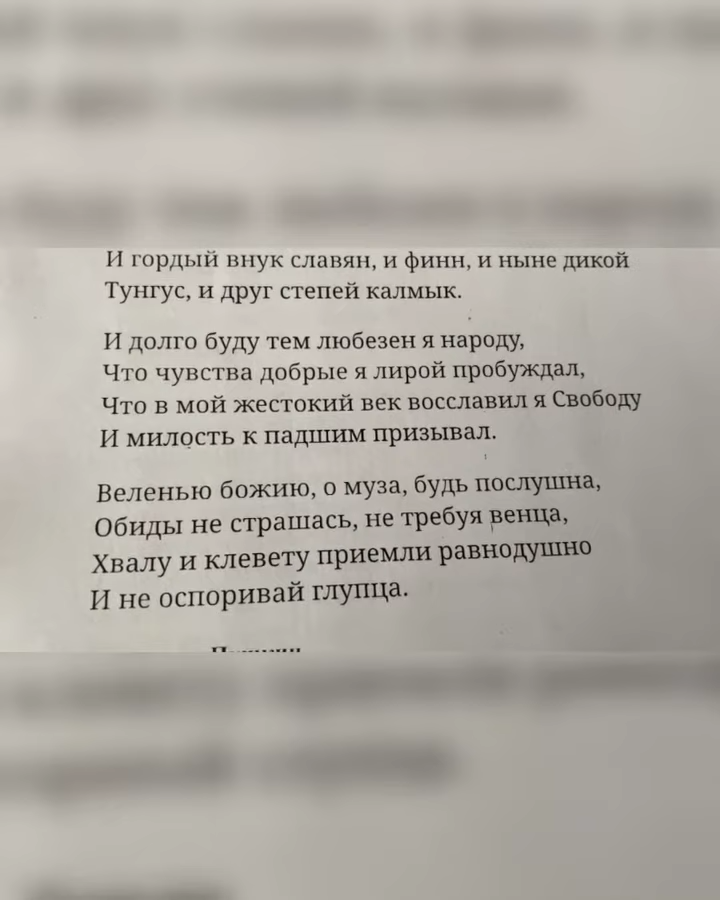 И гордый внук славян, и финн, и ныне дикой
Тунгус, и друг степей калмык.
И долго буду тем любезен я народу,
Что чувства добрые я лирой пробуждал,
Что в мой жестокий век восславил я Свободу
И милость к падшим призывал.
Веленью божию, о муза, будь послушна,
Обиды не страшась, не требуя венца,
Хвалу и клевету приемли равнодушно
И не оспоривай глупца.